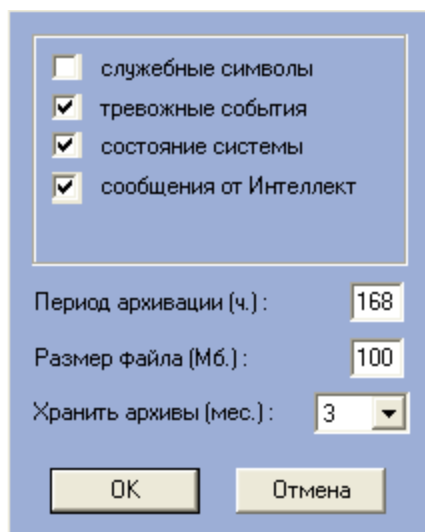 служебные символы
тревожные события
состояние системы
сообщения от Интеллект
Период архивации (ч.) : 168
Размер файла (Мб.) : 100
Хранить архивы (мес.) : 3
OK Отмена